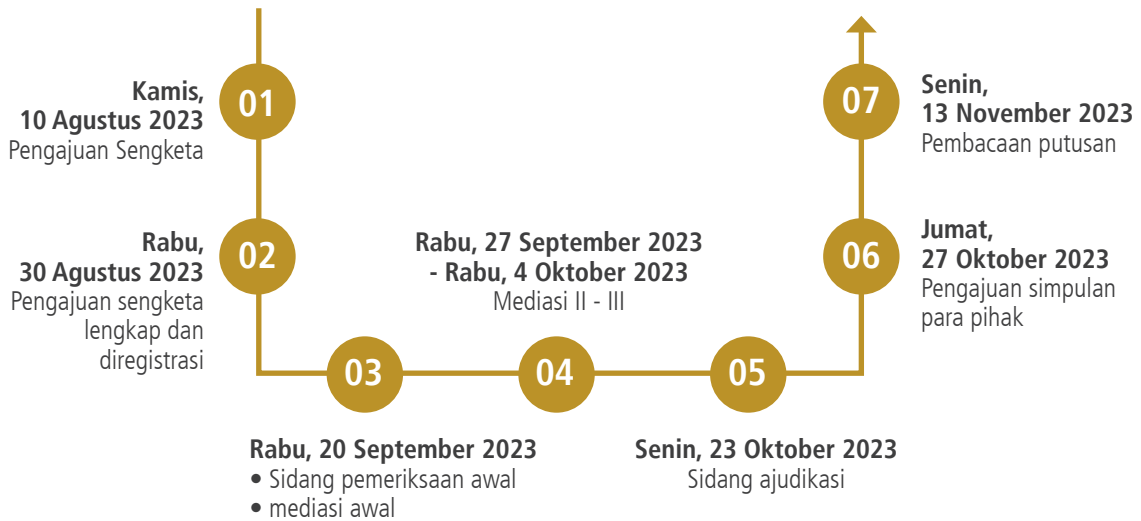 01
Kamis,
10 Agustus 2023
Pengajuan Sengketa
02
Rabu,
30 Agustus 2023
Pengajuan sengketa
lengkap dan
diregistrasi
03
Rabu, 20 September 2023
• Sidang pemeriksaan awal
• mediasi awal
04
Rabu, 27 September 2023
- Rabu, 4 Oktober 2023
Mediasi II - III
05
Senin, 23 Oktober 2023
Sidang ajudikasi
06
Jumat,
27 Oktober 2023
Pengajuan simpulan
para pihak
07
Senin,
13 November 2023
Pembacaan putusan